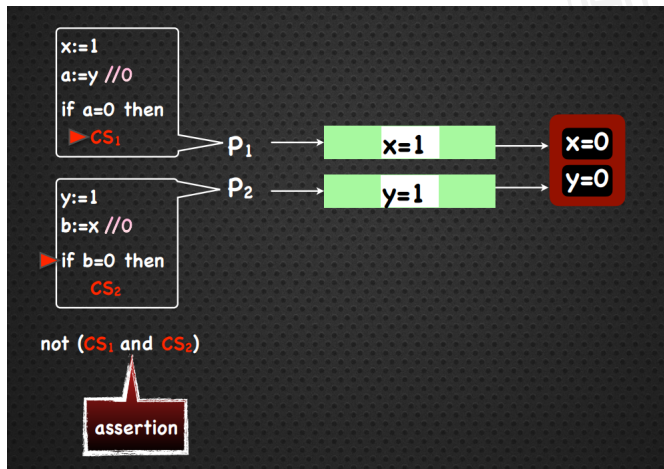 x:=1
a:=y //0
if a=0 then
CS₁
P₁
x=1
x=0
y=0
y:=1
b:=x //0
if b=0 then
CS₂
P₂
y=1
not (CS₁ and CS₂)
assertion